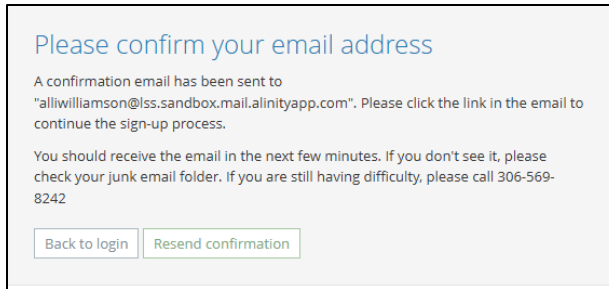 Please confirm your email address
A confirmation email has been sent to
"alliwilliamson@lss.sandbox.mail.alinityapp.com". Please click the link in the email to
continue the sign-up process.
You should receive the email in the next few minutes. If you don't see it, please
check your junk email folder. If you are still having difficulty, please call 306-569-
8242
Back to login Resend confirmation